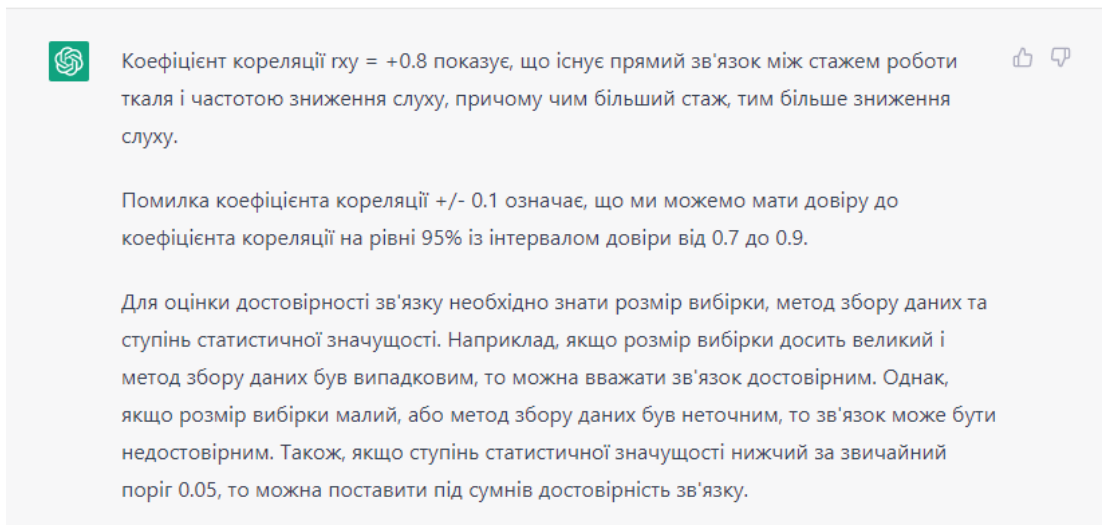 Коефіцієнт кореляції rxy = +0.8 показує, що існує прямий зв'язок між стажем роботи
ткаля і частотою зниження слуху, причому чим більший стаж, тим більше зниження
слуху.
Помилка коефіцієнта кореляції +/- 0.1 означає, що ми можемо мати довіру до
коефіцієнта кореляції на рівні 95% із інтервалом довіри від 0.7 до 0.9.
Для оцінки достовірності зв'язку необхідно знати розмір вибірки, метод збору даних та
ступінь статистичної значущості. Наприклад, якщо розмір вибірки досить великий і
метод збору даних був випадковим, то можна вважати зв'язок достовірним. Однак,
якщо розмір вибірки малий, або метод збору даних був неточним, то зв'язок може бути
недостовірним. Також, якщо ступінь статистичної значущості нижчий за звичайний
поріг 0.05, то можна поставити під сумнів достовірність зв'язку.